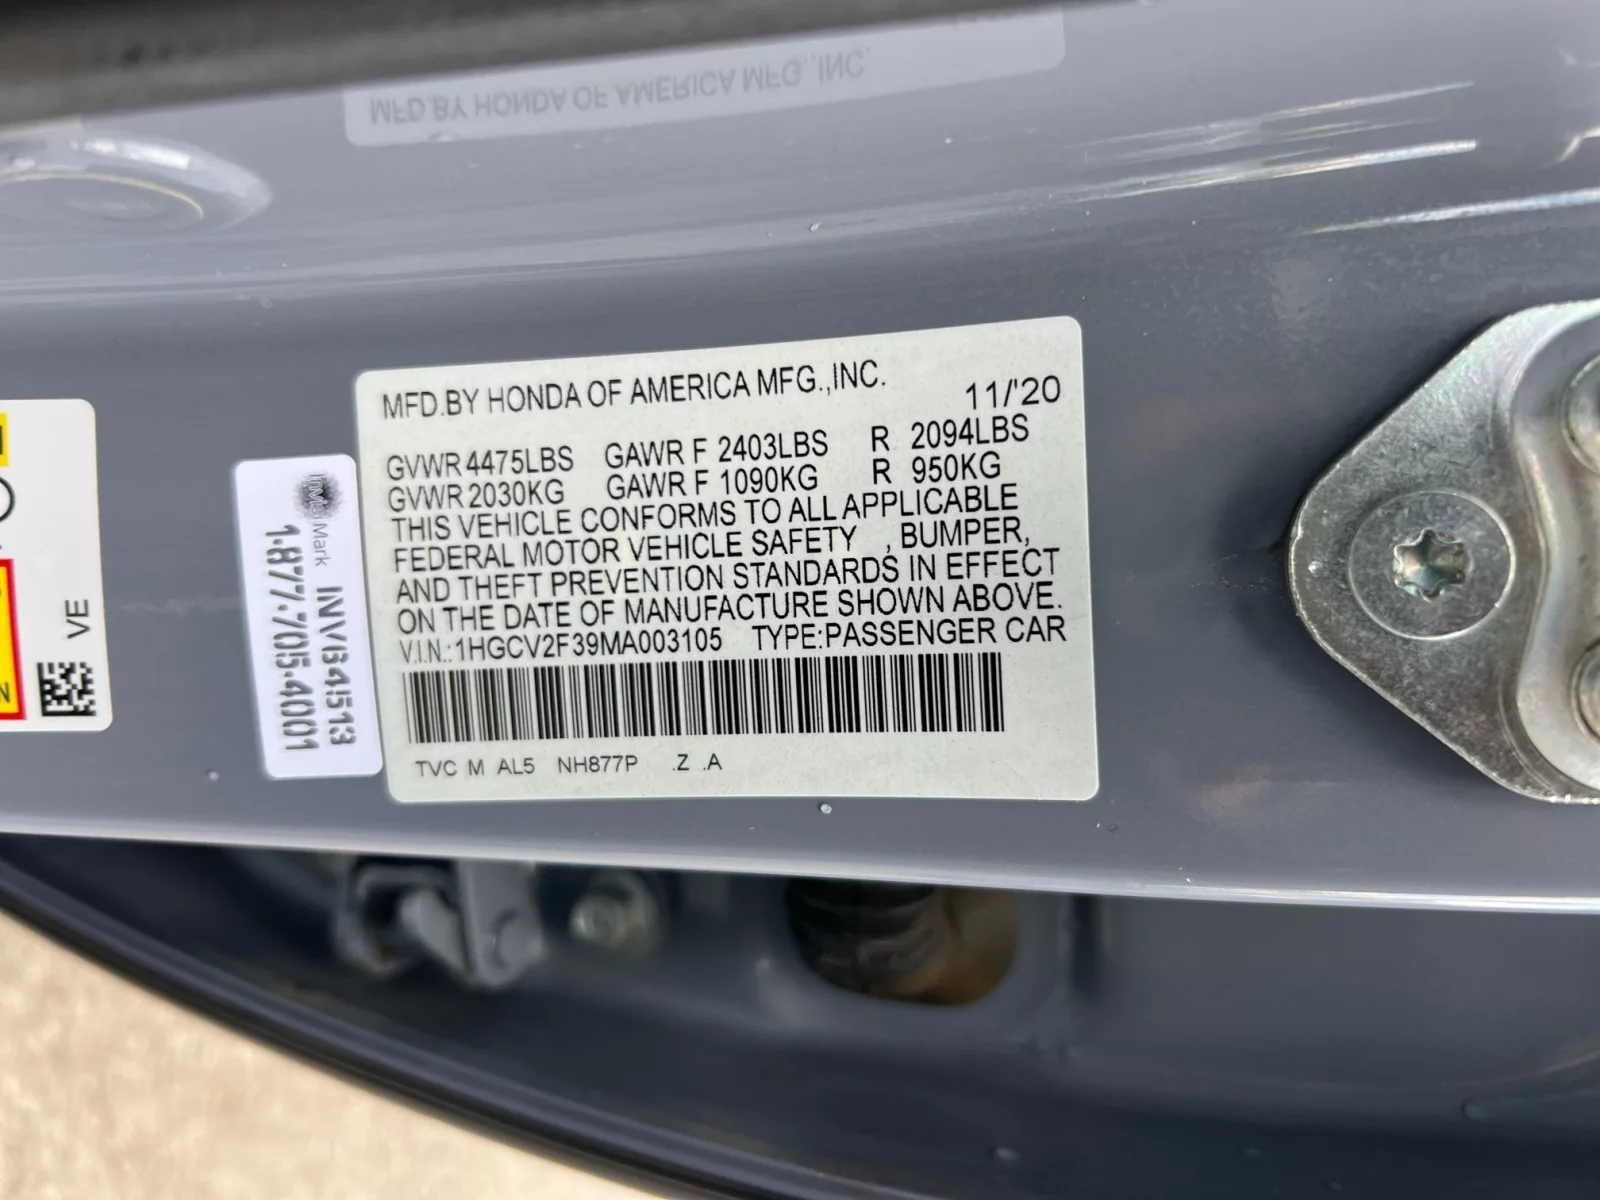 MFD.BY HONDA OF AMERICA MFG.,INC.
MFD.BY HONDA OF AMERICA MFG.,INC. 11/'20
GVWR 4475LBS GAWR F 2403LBS R 2094LBS
GVWR 2030KG GAWR F 1090KG R 950KG
THIS VEHICLE CONFORMS TO ALL APPLICABLE
FEDERAL MOTOR VEHICLE SAFETY , BUMPER,
AND THEFT PREVENTION STANDARDS IN EFFECT
ON THE DATE OF MANUFACTURE SHOWN ABOVE.
V.I.N.:1HGCV2F39MA003105 TYPE:PASSENGER CAR
TVC M AL5 NH877P .Z .A
InvisiMark INV64513
1·877·705·4001
VE
N